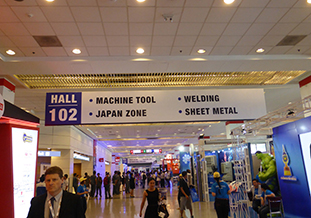 HALL
102
• MACHINE TOOL
• JAPAN ZONE
• WELDING
• SHEET METAL